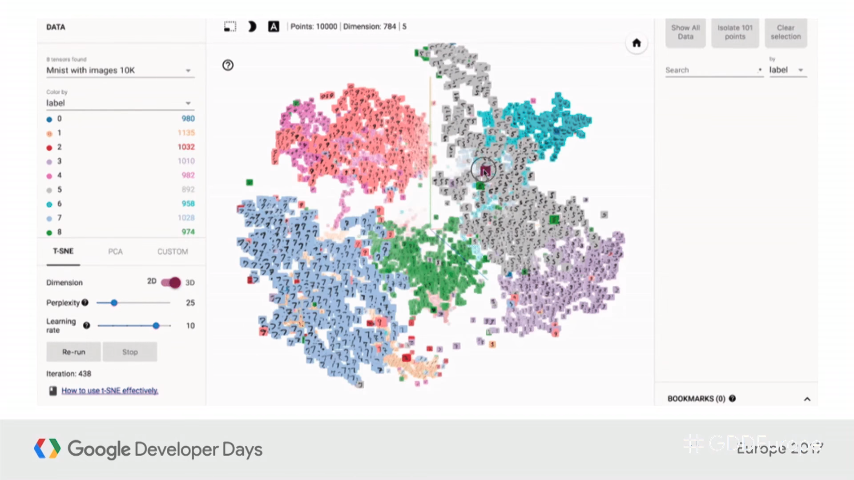 DATA
Points: 10000 | Dimension: 784 | 5
8 tensors found
Mnist with images 10K
Color by
label
0 980
1 1135
2 1032
3 1010
4 982
5 892
6 958
7 1028
8 974
T-SNE PCA CUSTOM
Dimension 2D 3D
Perplexity 25
Learning rate 10
Re-run Stop
Iteration: 438
How to use t-SNE effectively.
Show All Data
Isolate 101 points
Clear selection
Search .* by label
BOOKMARKS (0)
Google Developer Days
Europe 2017